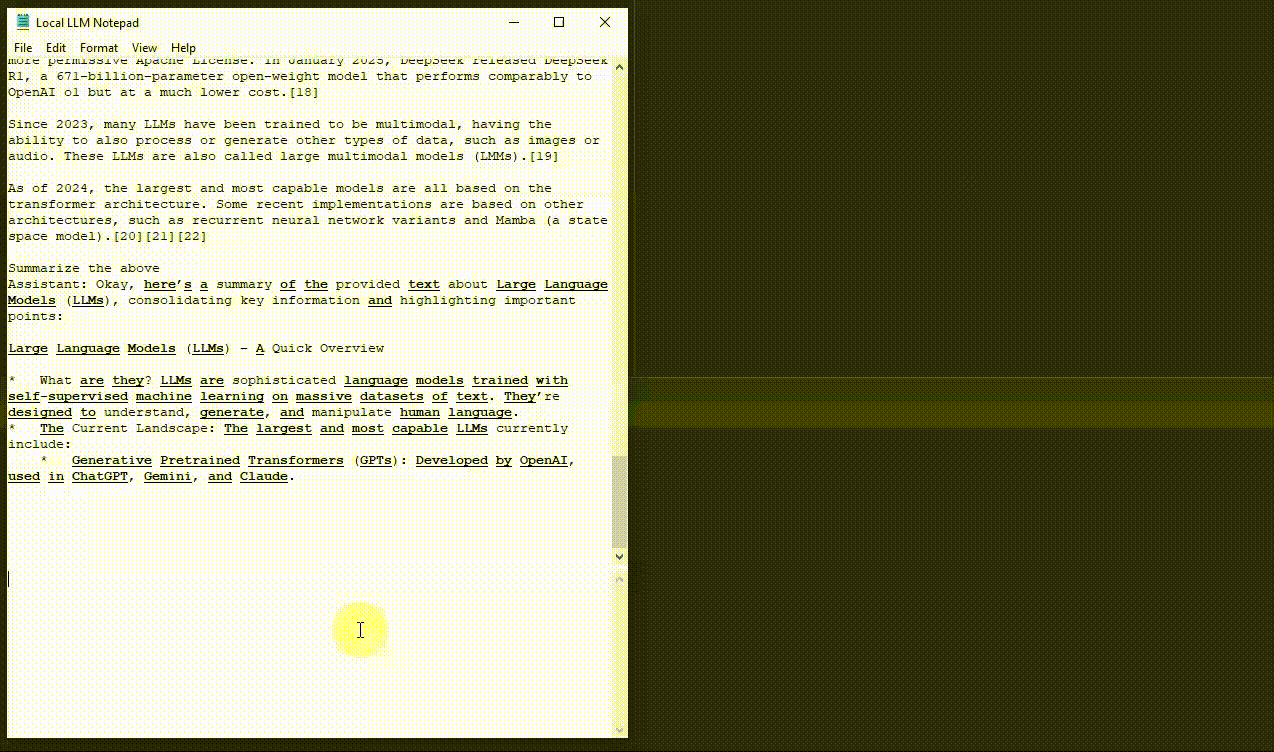 Local LLM Notepad
File Edit Format View Help
more permissive Apache License. In January 2025, DeepSeek released DeepSeek
R1, a 671-billion-parameter open-weight model that performs comparably to
OpenAI o1 but at a much lower cost.[18]
Since 2023, many LLMs have been trained to be multimodal, having the
ability to also process or generate other types of data, such as images or
audio. These LLMs are also called large multimodal models (LMMs).[19]
As of 2024, the largest and most capable models are all based on the
transformer architecture. Some recent implementations are based on other
architectures, such as recurrent neural network variants and Mamba (a state
space model).[20][21][22]
Summarize the above
Assistant: Okay, here's a summary of the provided text about Large Language
Models (LLMs), consolidating key information and highlighting important
points:
Large Language Models (LLMs) - A Quick Overview
* What are they? LLMs are sophisticated language models trained with
self-supervised machine learning on massive datasets of text. They're
designed to understand, generate, and manipulate human language.
* The Current Landscape: The largest and most capable LLMs currently
include:
* Generative Pretrained Transformers (GPTs): Developed by OpenAI,
used in ChatGPT, Gemini, and Claude.